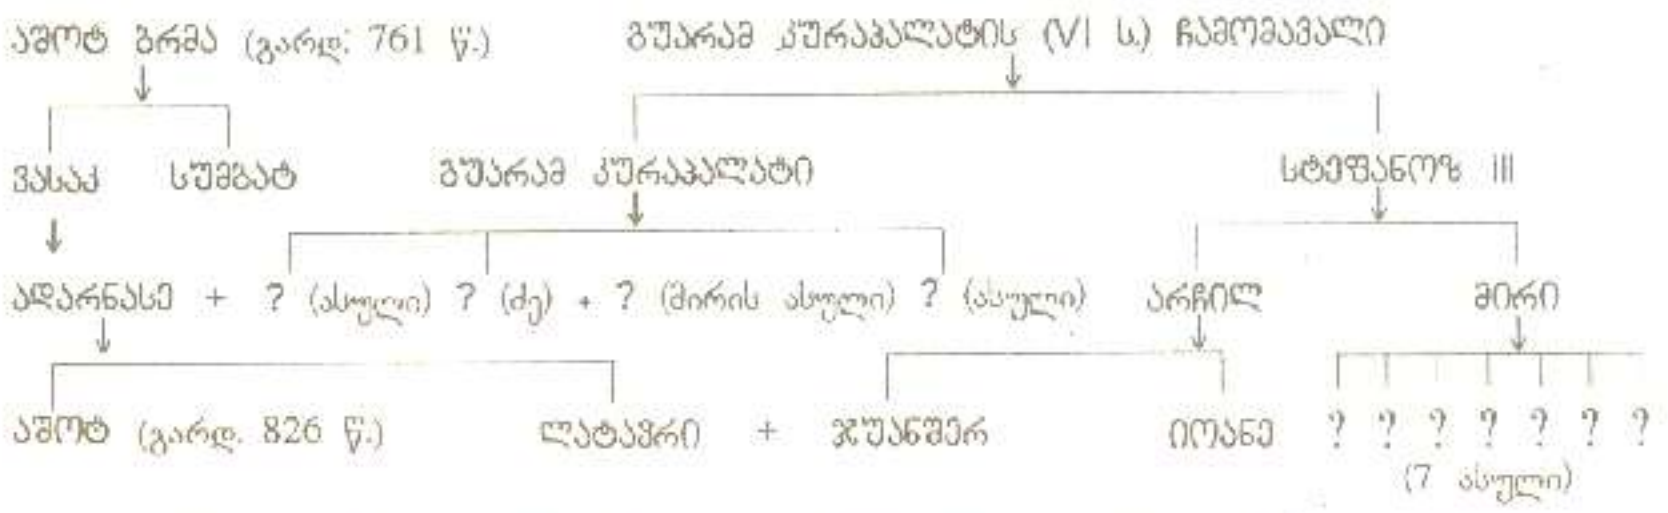 აშოტ ბრმა (გარდ. 761 წ.) გუარამ კურაპალატის (VI ს.) ჩამომავალი
ვასაკ სუმბატ გუარამ კურაპალატი სტეფანოზ III
ადარნასე + ? (ასული) ? (ძე) + ? (მირის ასული) ? (ასული) არჩილ მირი
აშოტ (გარდ. 826 წ.) ლატავრი + ჯუანშერ იოანე ? ? ? ? ? ? ?
(7 ასული)